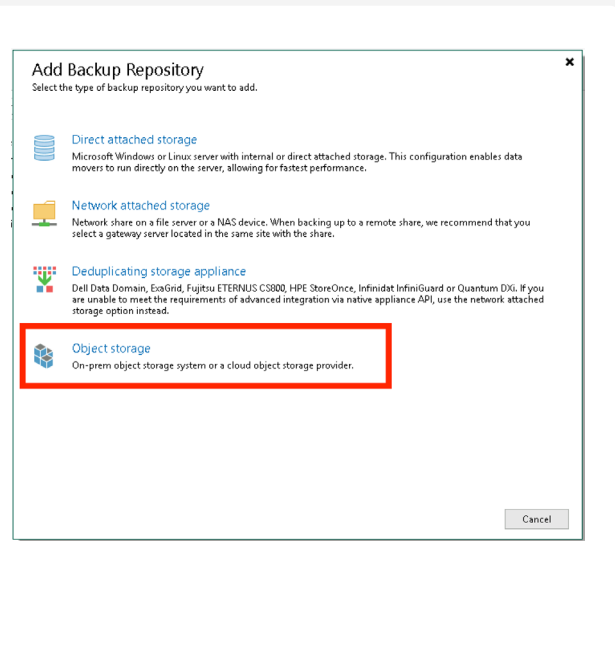 Add Backup Repository
Select the type of backup repository you want to add.
Direct attached storage
Microsoft Windows or Linux server with internal or direct attached storage. This configuration enables data
movers to run directly on the server, allowing for fastest performance.
Network attached storage
Network share on a file server or a NAS device. When backing up to a remote share, we recommend that you
select a gateway server located in the same site with the share.
Deduplicating storage appliance
Dell Data Domain, ExaGrid, Fujitsu ETERNUS CS800, HPE StoreOnce, Infinidat InfiniGuard or Quantum DXi. If you
are unable to meet the requirements of advanced integration via native appliance API, use the network attached
storage option instead.
Object storage
On-prem object storage system or a cloud object storage provider.
Cancel